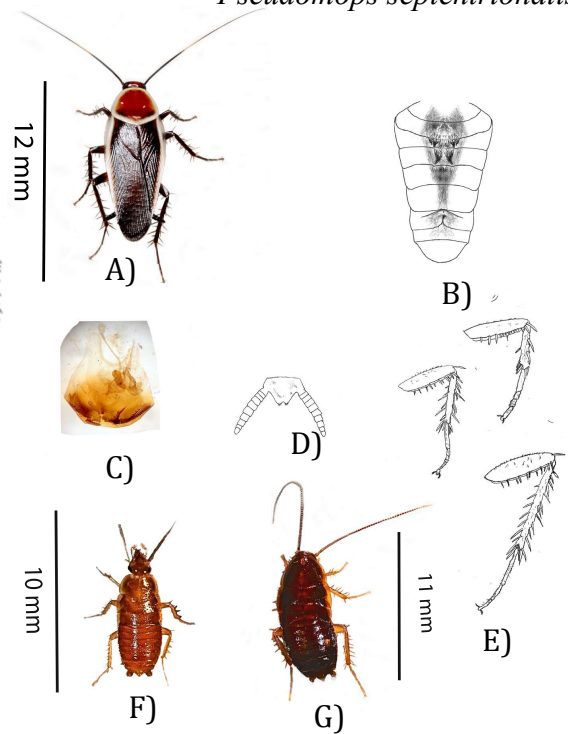 Pseudomops septentrionalis
12 mm
A)
B)
C)
D)
E)
10 mm
11 mm
F)
G)